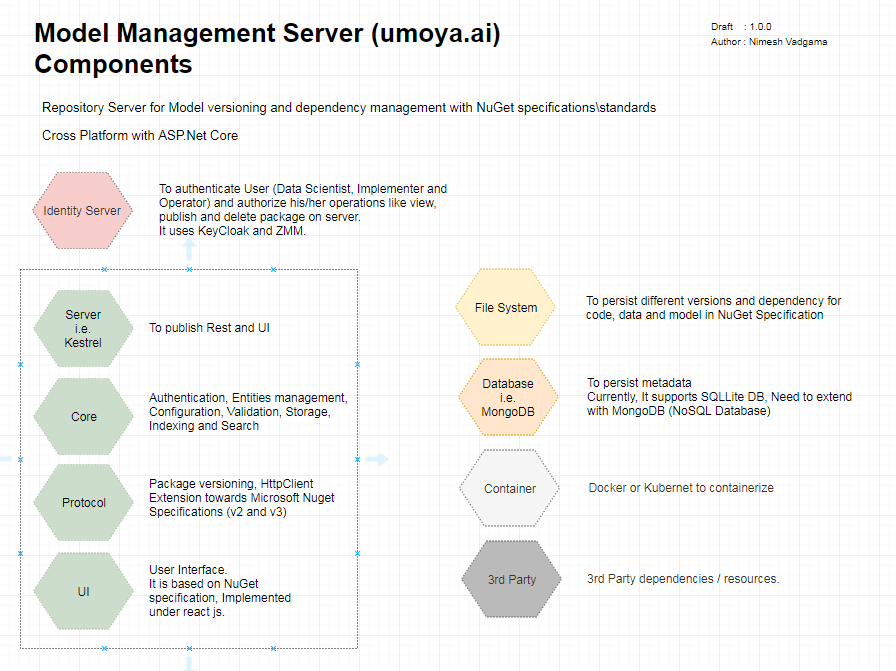 Model Management Server (umoya.ai)
Components
Draft : 1.0.0
Author : Nimesh Vadgama
Repository Server for Model versioning and dependency management with NuGet specifications\standards
Cross Platform with ASP.Net Core
Identity Server
To authenticate User (Data Scientist, Implementer and
Operator) and authorize his/her operations like view,
publish and delete package on server.
It uses KeyCloak and ZMM.
Server
i.e.
Kestrel
To publish Rest and UI
Core
Authentication, Entities management,
Configuration, Validation, Storage,
Indexing and Search
Protocol
Package versioning, HttpClient
Extension towards Microsoft Nuget
Specifications (v2 and v3)
UI
User Interface.
It is based on NuGet
specification, Implemented
under react js.
File System
To persist different versions and dependency for
code, data and model in NuGet Specification
Database
i.e.
MongoDB
To persist metadata
Currently, It supports SQLLite DB, Need to extend
with MongoDB (NoSQL Database)
Container
Docker or Kubernet to containerize
3rd Party
3rd Party dependencies / resources.